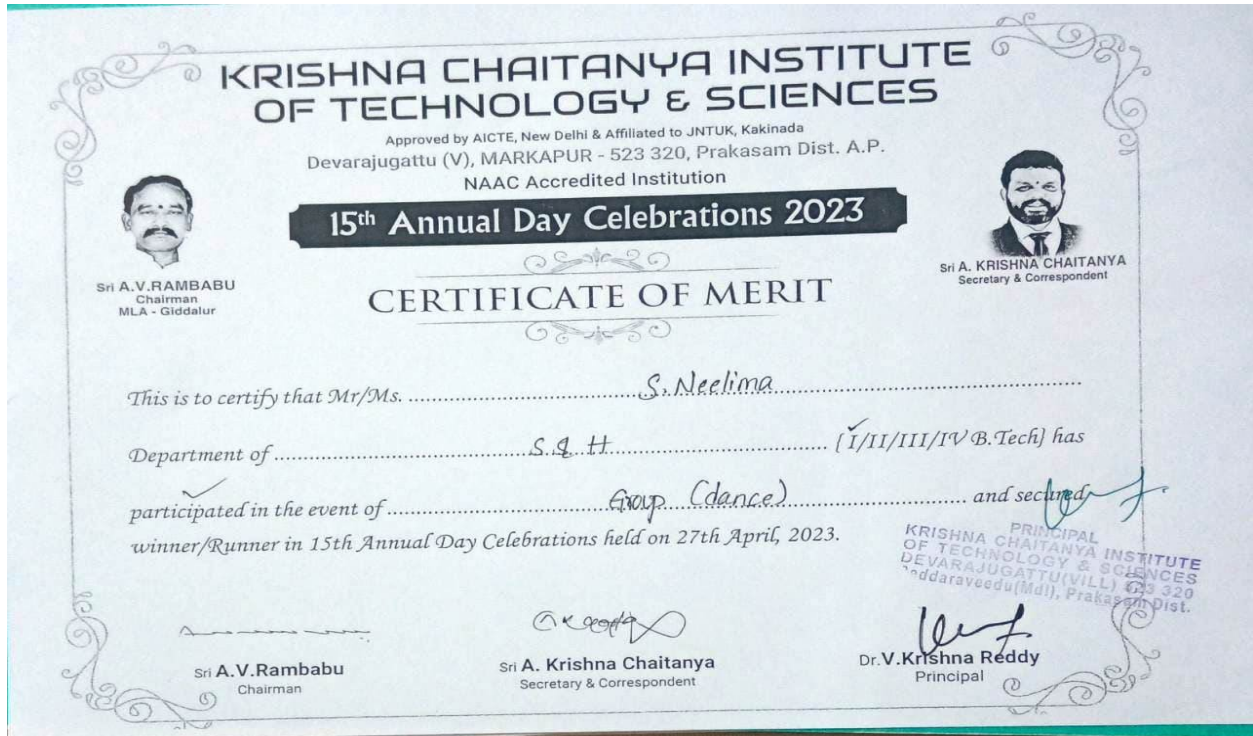 KRISHNA CHAITANYA INSTITUTE
OF TECHNOLOGY & SCIENCES
Approved by AICTE, New Delhi & Affiliated to JNTUK, Kakinada
Devarajugattu (V), MARKAPUR - 523 320, Prakasam Dist. A.P.
NAAC Accredited Institution
15th Annual Day Celebrations 2023
Sri A.V.RAMBABU
Chairman
MLA - Giddalur
Sri A. KRISHNA CHAITANYA
Secretary & Correspondent
CERTIFICATE OF MERIT
This is to certify that Mr/Ms. S. Neelima
Department of S & H (I/II/III/IV B.Tech) has
participated in the event of Group (dance) and secured
winner/Runner in 15th Annual Day Celebrations held on 27th April, 2023.
PRINCIPAL
KRISHNA CHAITANYA INSTITUTE
OF TECHNOLOGY & SCIENCES
DEVARAJUGATTU(VILL) 523 320
Peddaraveedu(Mdl), Prakasam Dist.
Sri A.V.Rambabu
Chairman
Sri A. Krishna Chaitanya
Secretary & Correspondent
Dr.V.Krishna Reddy
Principal